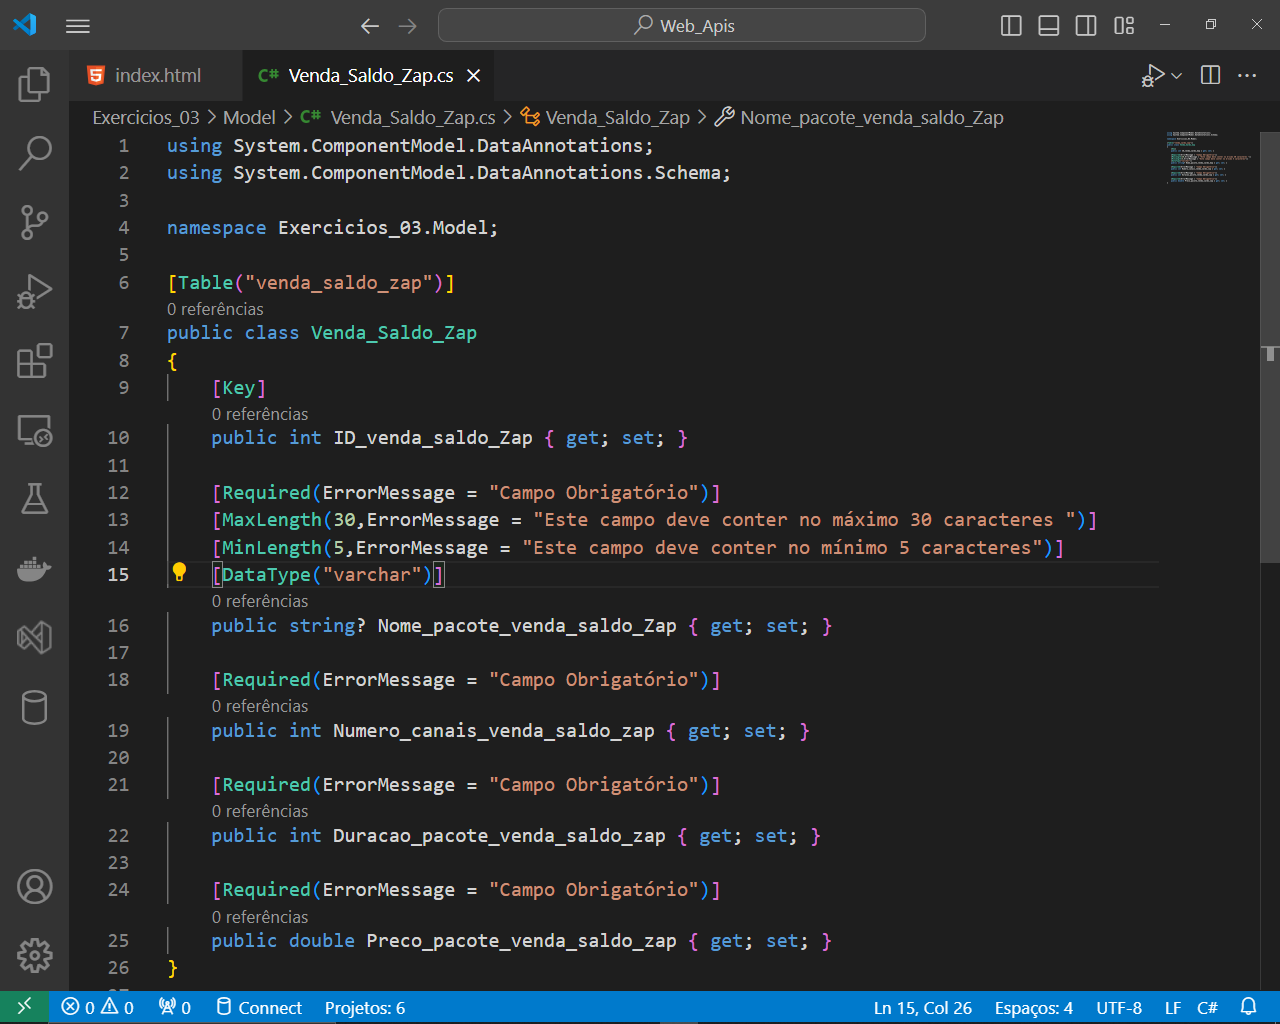 Web_Apis
index.html
C# Venda_Saldo_Zap.cs
Exercicios_03 > Model > C# Venda_Saldo_Zap.cs > Venda_Saldo_Zap > Nome_pacote_venda_saldo_Zap
1 using System.ComponentModel.DataAnnotations;
2 using System.ComponentModel.DataAnnotations.Schema;
3
4 namespace Exercicios_03.Model;
5
6 [Table("venda_saldo_zap")]
0 referências
7 public class Venda_Saldo_Zap
8 {
9 [Key]
0 referências
10 public int ID_venda_saldo_Zap { get; set; }
11
12 [Required(ErrorMessage = "Campo Obrigatório")]
13 [MaxLength(30,ErrorMessage = "Este campo deve conter no máximo 30 caracteres ")]
14 [MinLength(5,ErrorMessage = "Este campo deve conter no mínimo 5 caracteres")]
15 [DataType("varchar")]
0 referências
16 public string? Nome_pacote_venda_saldo_Zap { get; set; }
17
18 [Required(ErrorMessage = "Campo Obrigatório")]
0 referências
19 public int Numero_canais_venda_saldo_zap { get; set; }
20
21 [Required(ErrorMessage = "Campo Obrigatório")]
0 referências
22 public int Duracao_pacote_venda_saldo_zap { get; set; }
23
24 [Required(ErrorMessage = "Campo Obrigatório")]
0 referências
25 public double Preco_pacote_venda_saldo_zap { get; set; }
26 }
0 0 0 Connect Projetos: 6 Ln 15, Col 26 Espaços: 4 UTF-8 LF C#